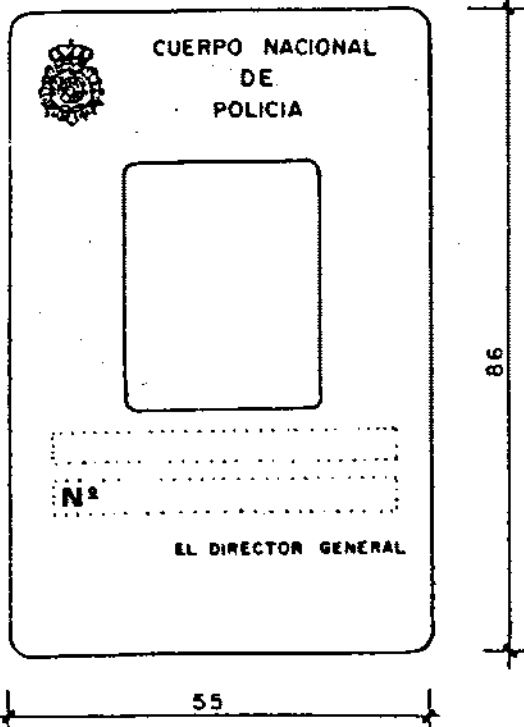 CUERPO NACIONAL
DE
POLICIA
86
Nº
EL DIRECTOR GENERAL
55